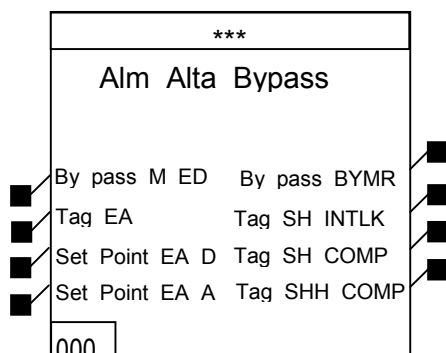 ***
Alm Alta Bypass
By pass M ED By pass BYMR
Tag EA Tag SH INTLK
Set Point EA D Tag SH COMP
Set Point EA A Tag SHH COMP
000